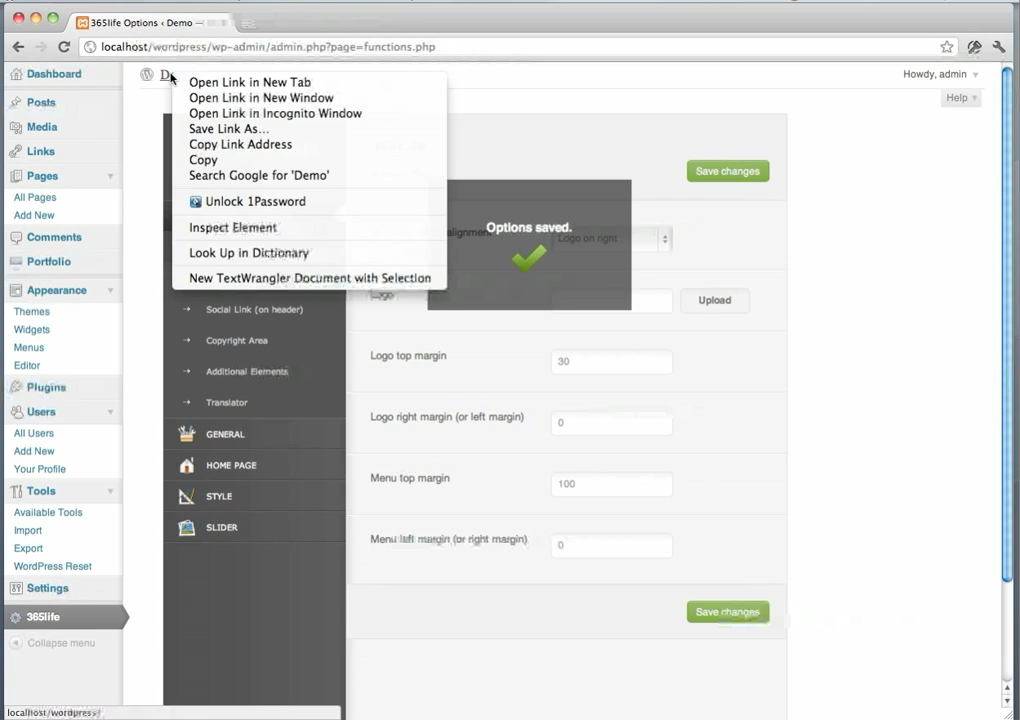 365life Options ‹ Demo —
localhost/wordpress/wp-admin/admin.php?page=functions.php
Dashboard
Howdy, admin
Help
Posts
Media
Links
Pages
All Pages
Add New
Comments
Portfolio
Appearance
Themes
Widgets
Menus
Editor
Plugins
Users
All Users
Add New
Your Profile
Tools
Available Tools
Import
Export
WordPress Reset
Settings
365life
Collapse menu
Open Link in New Tab
Open Link in New Window
Open Link in Incognito Window
Save Link As...
Copy Link Address
Copy
Search Google for 'Demo'
Unlock 1Password
Inspect Element
Look Up in Dictionary
New TextWrangler Document with Selection
Social Link (on header)
Copyright Area
Additional Elements
Translator
GENERAL
HOME PAGE
STYLE
SLIDER
Save changes
Options saved.
alignment
Logo on right
Upload
Logo top margin
30
Logo right margin (or left margin)
0
Menu top margin
100
Menu left margin (or right margin)
0
Save changes
localhost/wordpress